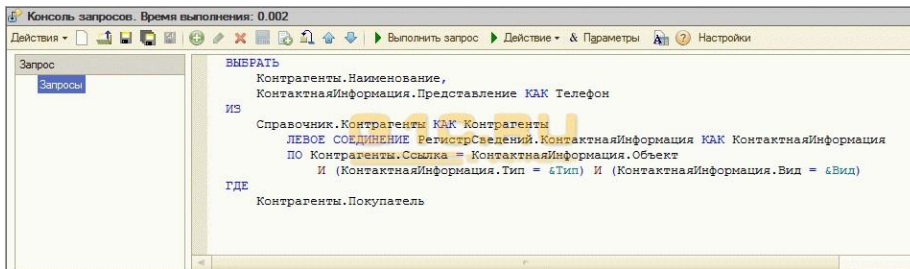 Консоль запросов. Время выполнения: 0.002
Действия Выполнить запрос Действие & Параметры Настройки
Запрос
Запросы
ВЫБРАТЬ
Контрагенты.Наименование,
КонтактнаяИнформация.Представление КАК Телефон
ИЗ
Справочник.Контрагенты КАК Контрагенты
ЛЕВОЕ СОЕДИНЕНИЕ РегистрСведений.КонтактнаяИнформация КАК КонтактнаяИнформация
ПО Контрагенты.Ссылка = КонтактнаяИнформация.Объект
И (КонтактнаяИнформация.Тип = &Тип) И (КонтактнаяИнформация.Вид = &Вид)
ГДЕ
Контрагенты.Покупатель